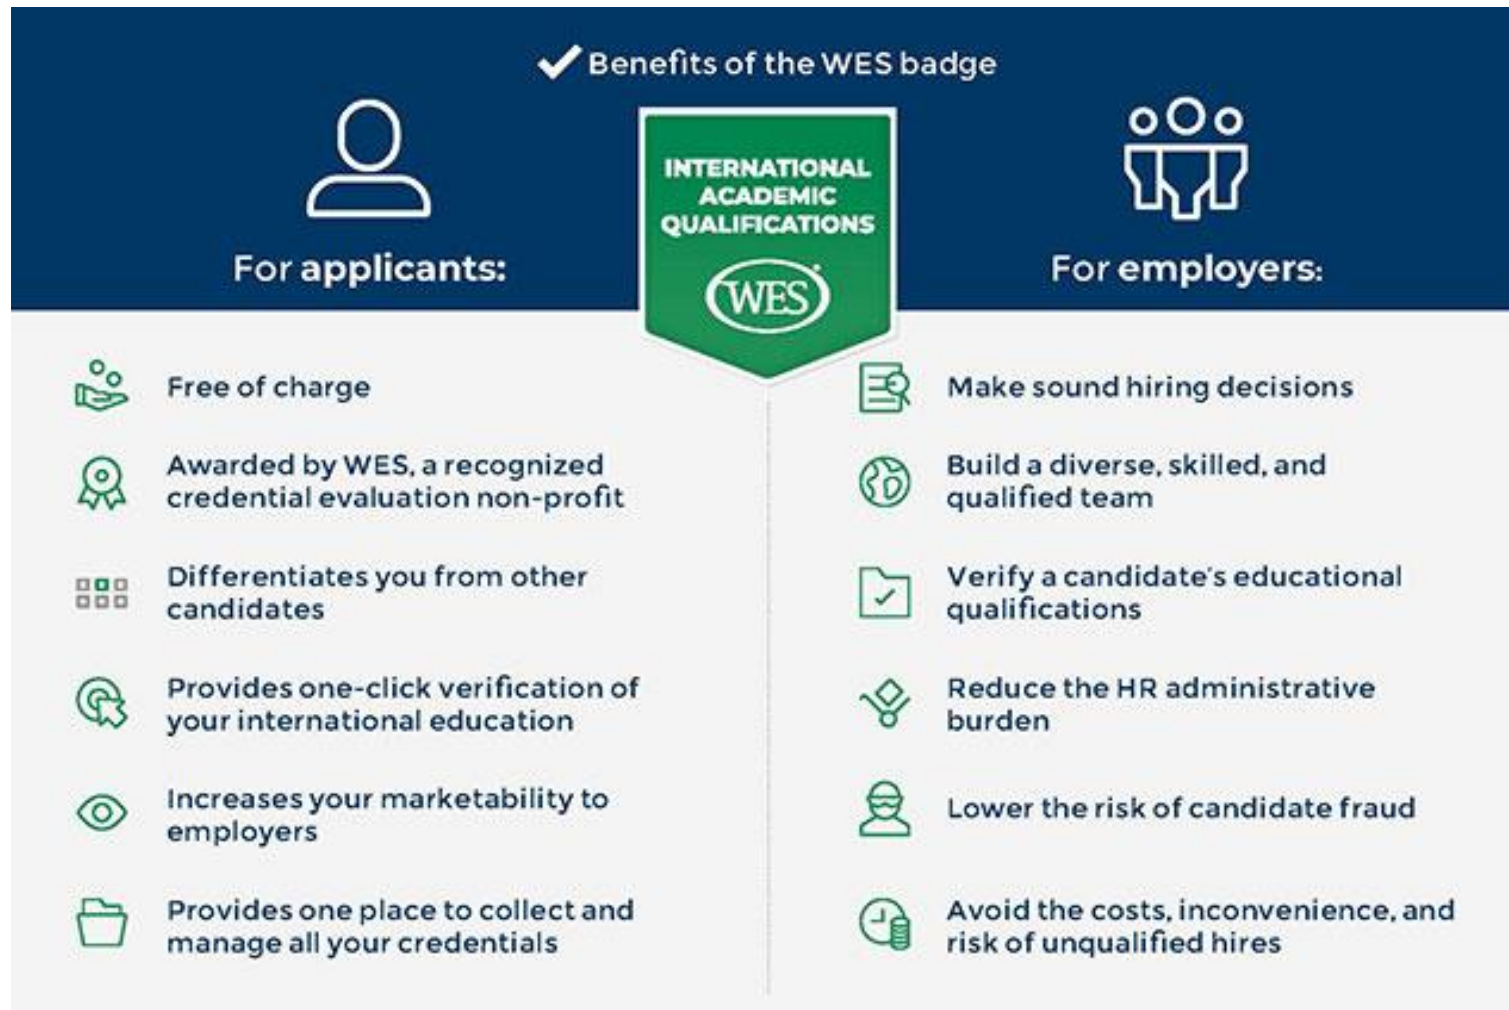 Benefits of the WES badge
INTERNATIONAL
ACADEMIC
QUALIFICATIONS
WES
For applicants:
Free of charge
Awarded by WES, a recognized
credential evaluation non-profit
Differentiates you from other
candidates
Provides one-click verification of
your international education
Increases your marketability to
employers
Provides one place to collect and
manage all your credentials
For employers:
Make sound hiring decisions
Build a diverse, skilled, and
qualified team
Verify a candidate's educational
qualifications
Reduce the HR administrative
burden
Lower the risk of candidate fraud
Avoid the costs, inconvenience, and
risk of unqualified hires